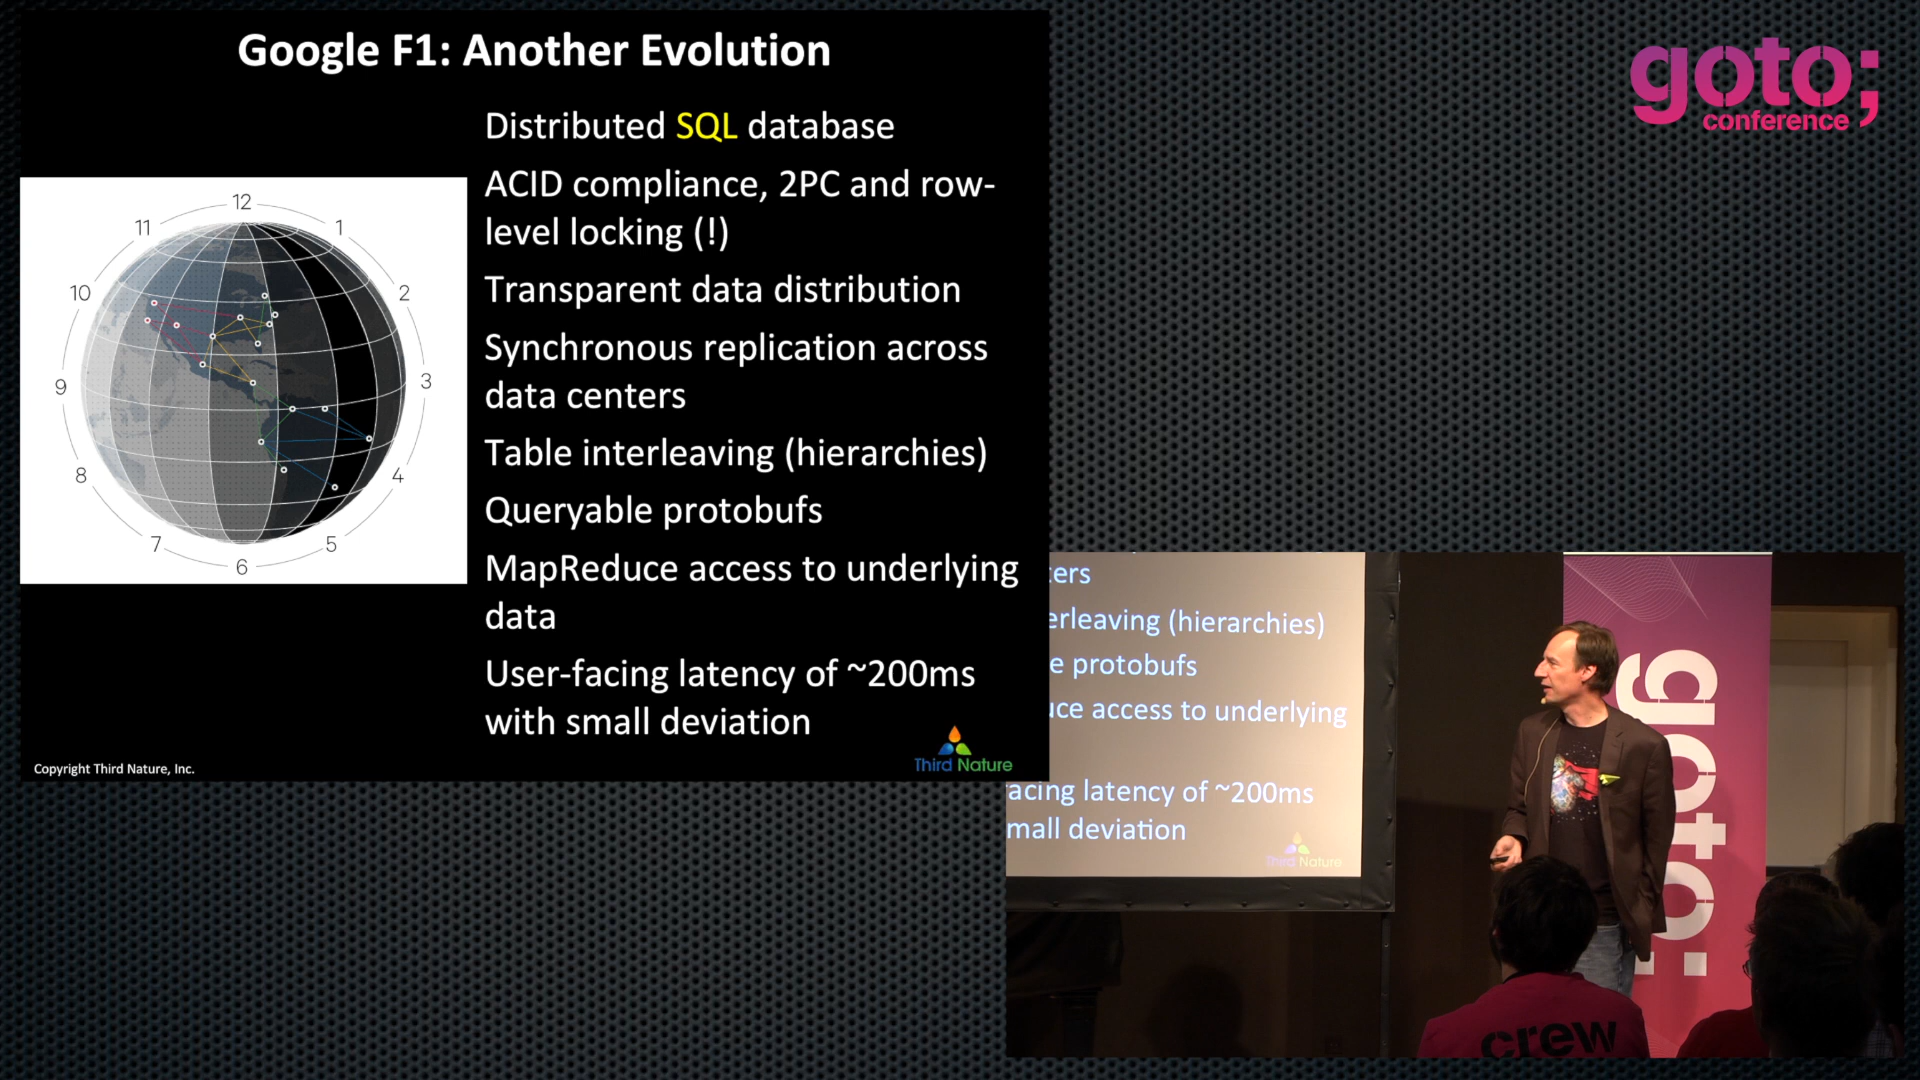 Google F1: Another Evolution
Distributed SQL database
ACID compliance, 2PC and row-
level locking (!)
Transparent data distribution
Synchronous replication across
data centers
Table interleaving (hierarchies)
Queryable protobufs
MapReduce access to underlying
data
User-facing latency of ~200ms
with small deviation
12
11
1
10
2
9
3
8
4
7
5
6
Copyright Third Nature, Inc.
Third Nature
goto;
conference
ters
erleaving (hierarchies)
e protobufs
uce access to underlying
acing latency of ~200ms
mall deviation
Third Nature
goto;
crew